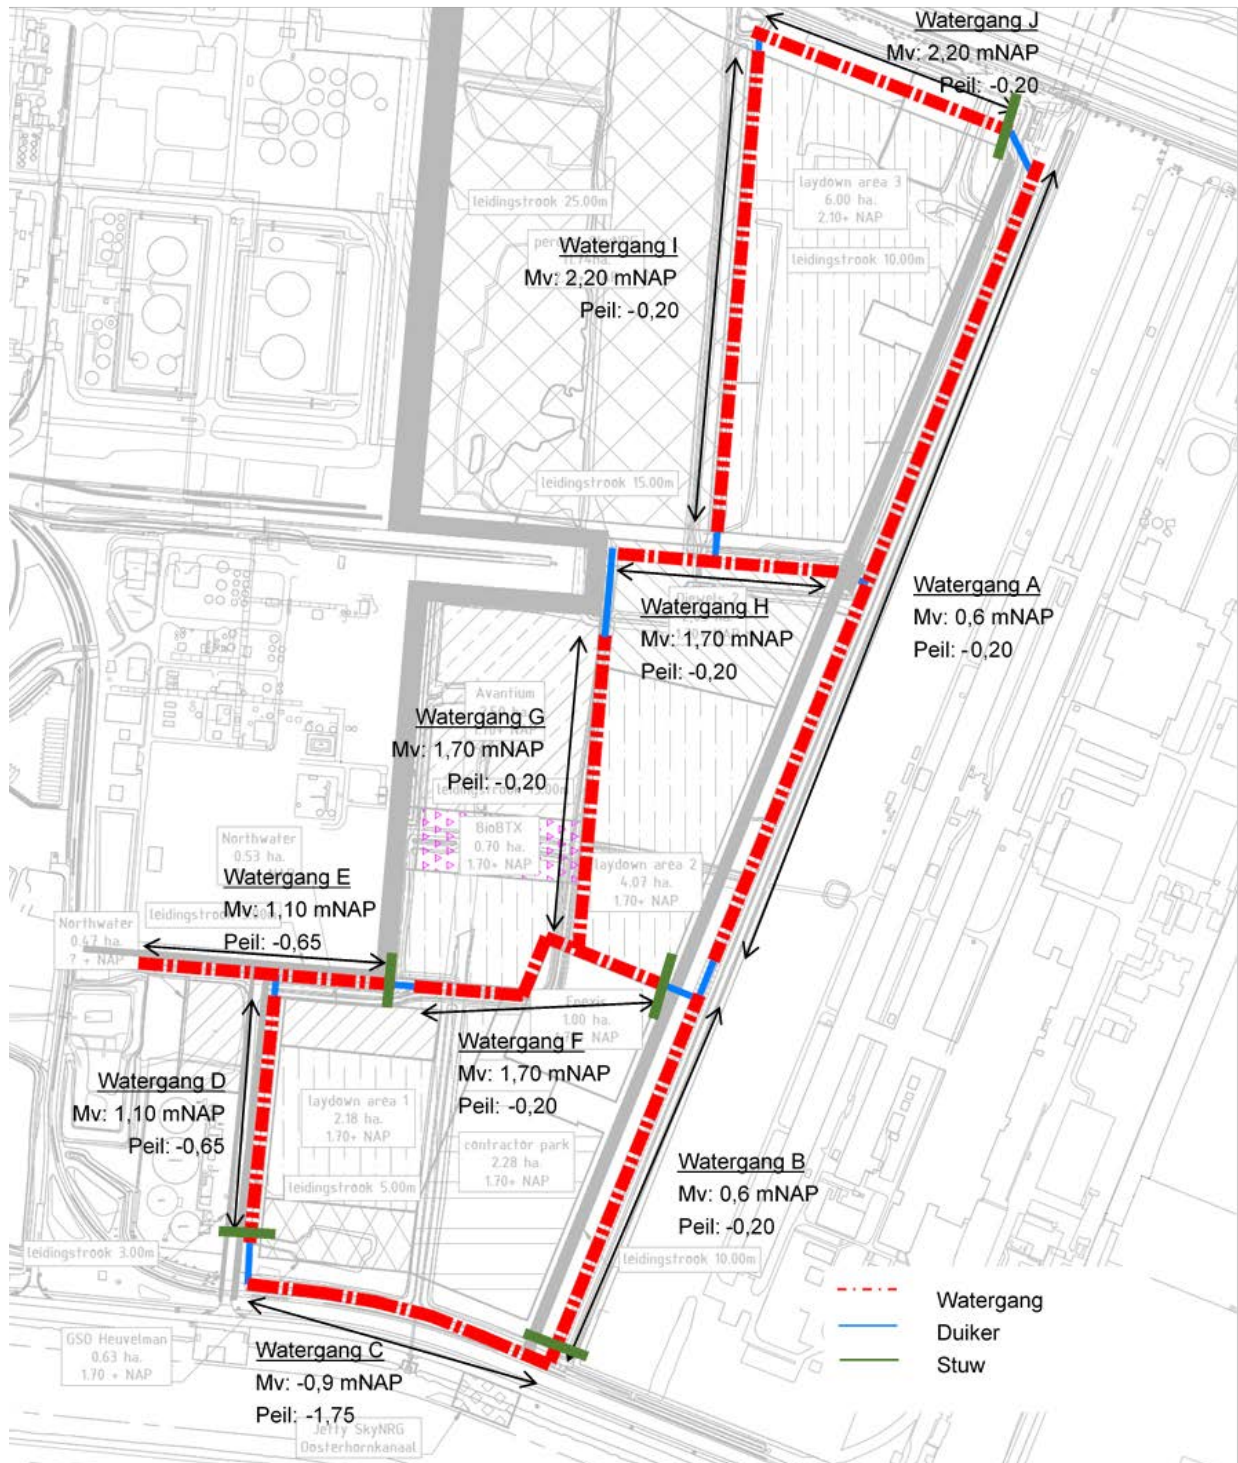 Watergang J
Mv: 2,20 mNAP
Peil: -0,20
leidingstrook 25.00m
laydown area 3
6.00 ha.
2.10+ NAP
leidingstrook 10.00m
Watergang I
Mv: 2,20 mNAP
Peil: -0,20
leidingstrook 15.00m
Watergang A
Mv: 0,6 mNAP
Peil: -0,20
Watergang H
Mv: 1,70 mNAP
Peil: -0,20
Avantium
Watergang G
Mv: 1,70 mNAP
Peil: -0,20
BioBTX
0.70 ha.
1.70+ NAP
laydown area 2
4.07 ha.
1.70+ NAP
Northwater
0.53 ha.
Watergang E
Mv: 1,10 mNAP
Peil: -0,65
leidingstrook
Northwater
0.47 ha.
? + NAP
Enexis
1.00 ha.
Watergang F
Mv: 1,70 mNAP
Peil: -0,20
Watergang D
Mv: 1,10 mNAP
Peil: -0,65
laydown area 1
2.18 ha.
1.70+ NAP
contractor park
2.28 ha.
1.70+ NAP
leidingstrook 5.00m
Watergang B
Mv: 0,6 mNAP
Peil: -0,20
leidingstrook 3.00m
leidingstrook 10.00m
GSO Heuvelman
0.63 ha.
1.70 + NAP
Watergang C
Mv: -0,9 mNAP
Peil: -1,75
Jetty SkyNRG
Oosterhornkanaal
Watergang
Duiker
Stuw